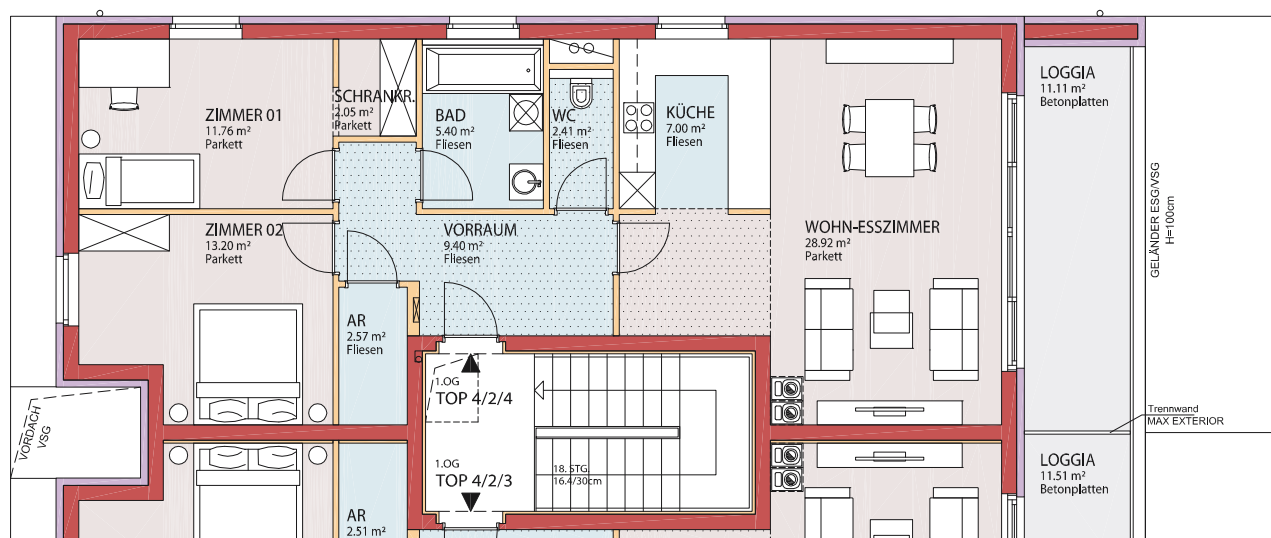 ZIMMER 01
11.76 m²
Parkett
SCHRANKR.
2.05 m²
Parkett
BAD
5.40 m²
Fliesen
WC
2.41 m²
Fliesen
KÜCHE
7.00 m²
Fliesen
LOGGIA
11.11 m²
Betonplatten
ZIMMER 02
13.20 m²
Parkett
VORRAUM
9.40 m²
Fliesen
WOHN-ESSZIMMER
28.92 m²
Parkett
GELÄNDER ESG/VSG
H=100cm
AR
2.57 m²
Fliesen
1.OG
TOP 4/2/4
VORDACH
VSG
Trennwand
MAX EXTERIOR
1.OG
TOP 4/2/3
18. STG.
16.4/30cm
LOGGIA
11.51 m²
Betonplatten
AR
2.51 m²